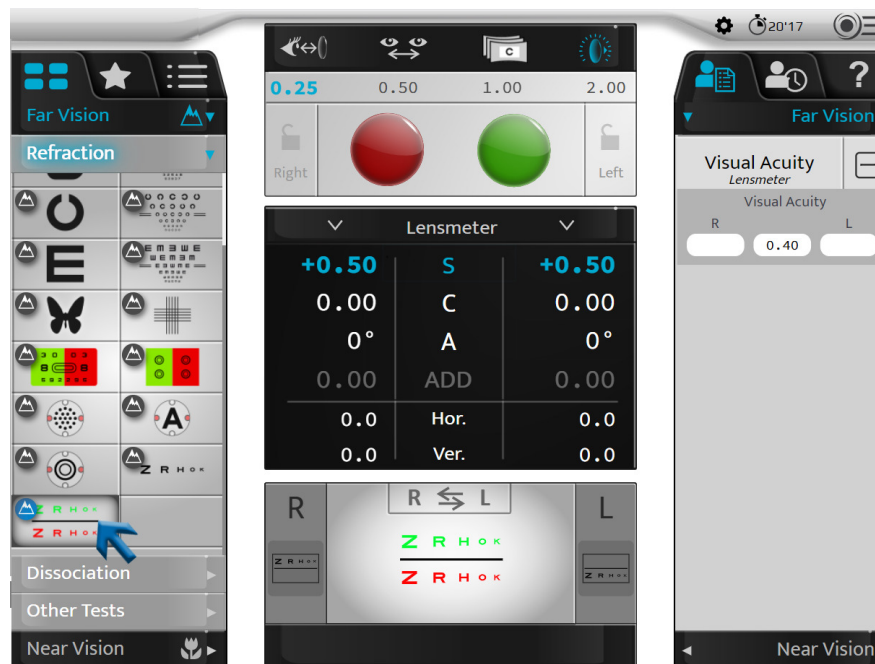 20'17
Far Vision
Refraction
Z R H O K
Z R H O K
Z R H O K
Dissociation
Other Tests
Near Vision
C
0.25 0.50 1.00 2.00
Right Left
Lensmeter
+0.50 S +0.50
0.00 C 0.00
0° A 0°
0.00 ADD 0.00
0.0 Hor. 0.0
0.0 Ver. 0.0
R R L L
Z R H O K
Z R H O K
Z R H O K
Z R H O K
?
Far Vision
Visual Acuity
Lensmeter
Visual Acuity
R L
0.40
Near Vision